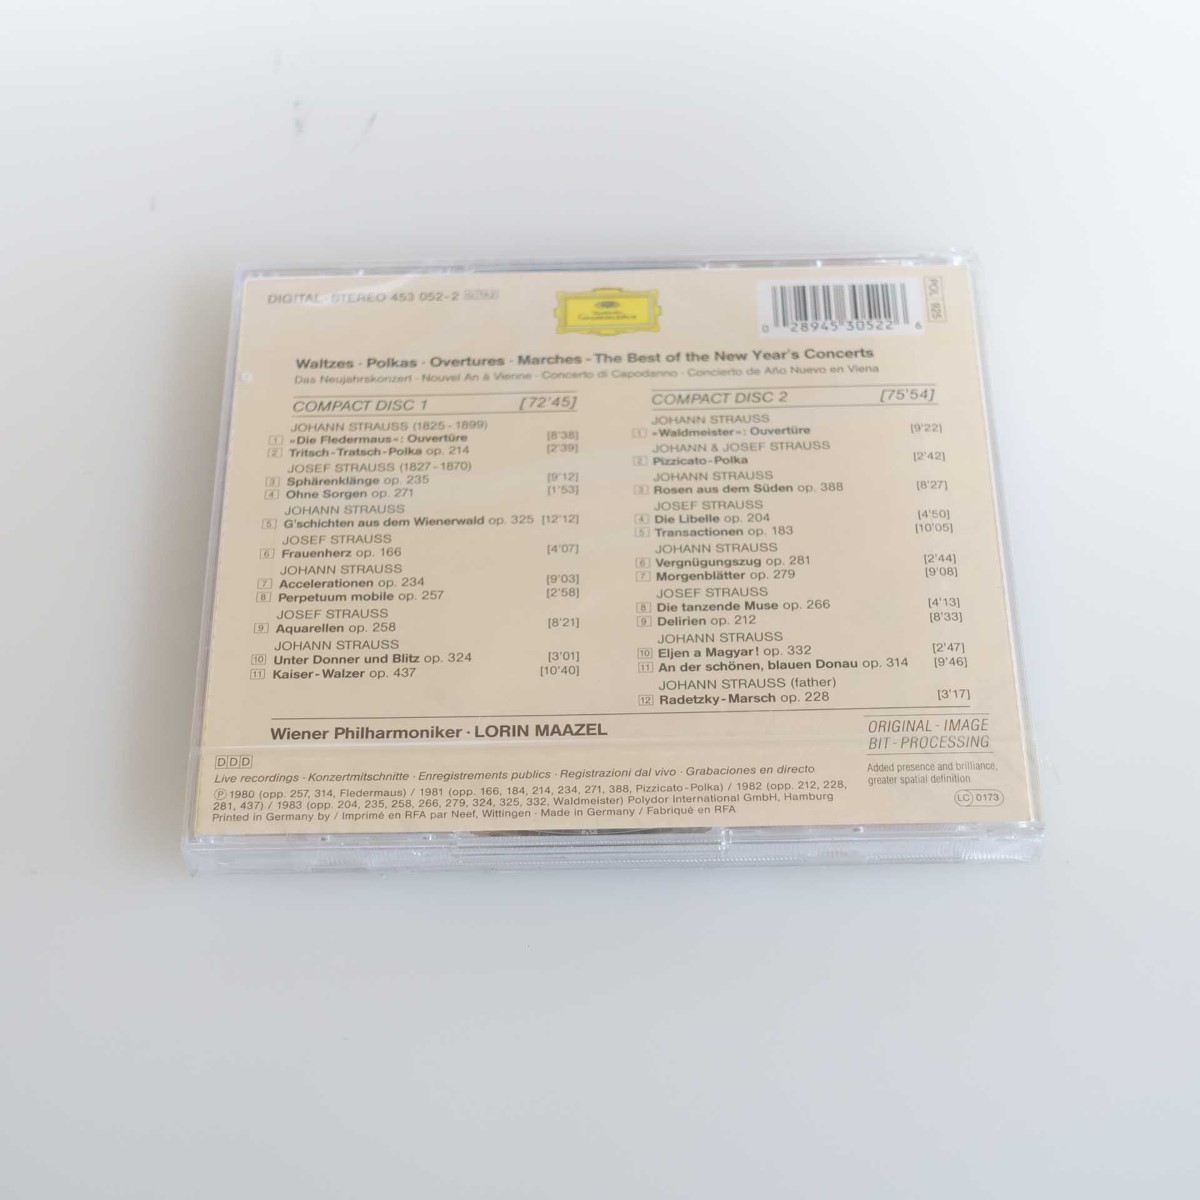 DIGITAL-STEREO 453 052-2
Deutsche Grammophon
0 28945 30522 6
POL 925
Waltzes · Polkas · Overtures · Marches - The Best of the New Year's Concerts
Das Neujahrskonzert · Nouvel An à Vienne · Concerto di Capodanno · Concierto de Año Nuevo en Viena
COMPACT DISC 1 [72'45]
JOHANN STRAUSS (1825-1899)
1 »Die Fledermaus«: Ouvertüre [8'38]
2 Tritsch-Tratsch-Polka op. 214 [2'39]
JOSEF STRAUSS (1827-1870)
3 Sphärenklänge op. 235 [9'12]
4 Ohne Sorgen op. 271 [1'53]
JOHANN STRAUSS
5 G'schichten aus dem Wienerwald op. 325 [12'12]
JOSEF STRAUSS
6 Frauenherz op. 166 [4'07]
JOHANN STRAUSS
7 Accelerationen op. 234 [9'03]
8 Perpetuum mobile op. 257 [2'58]
JOSEF STRAUSS
9 Aquarellen op. 258 [8'21]
JOHANN STRAUSS
10 Unter Donner und Blitz op. 324 [3'01]
11 Kaiser-Walzer op. 437 [10'40]
COMPACT DISC 2 [75'54]
JOHANN STRAUSS
1 »Waldmeister«: Ouvertüre [9'22]
JOHANN & JOSEF STRAUSS
2 Pizzicato-Polka [2'42]
JOHANN STRAUSS
3 Rosen aus dem Süden op. 388 [8'27]
JOSEF STRAUSS
4 Die Libelle op. 204 [4'50]
5 Transactionen op. 183 [10'05]
JOHANN STRAUSS
6 Vergnügungszug op. 281 [2'44]
7 Morgenblätter op. 279 [9'08]
JOSEF STRAUSS
8 Die tanzende Muse op. 266 [4'13]
9 Delirien op. 212 [8'33]
JOHANN STRAUSS
10 Eljen a Magyar! op. 332 [2'47]
11 An der schönen, blauen Donau op. 314 [9'46]
JOHANN STRAUSS (father)
12 Radetzky-Marsch op. 228 [3'17]
Wiener Philharmoniker · LORIN MAAZEL
ORIGINAL-IMAGE
BIT-PROCESSING
Added presence and brilliance,
greater spatial definition
LC 0173
DDD
Live recordings · Konzertmitschnitte · Enregistrements publics · Registrazioni dal vivo · Grabaciones en directo
℗ 1980 (opp. 257, 314, Fledermaus) / 1981 (opp. 166, 184, 214, 234, 271, 388, Pizzicato-Polka) / 1982 (opp. 212, 228,
281, 437) / 1983 (opp. 204, 235, 258, 266, 279, 324, 325, 332, Waldmeister) Polydor International GmbH, Hamburg
Printed in Germany by / Imprimé en RFA par Neef, Wittingen · Made in Germany / Fabriqué en RFA